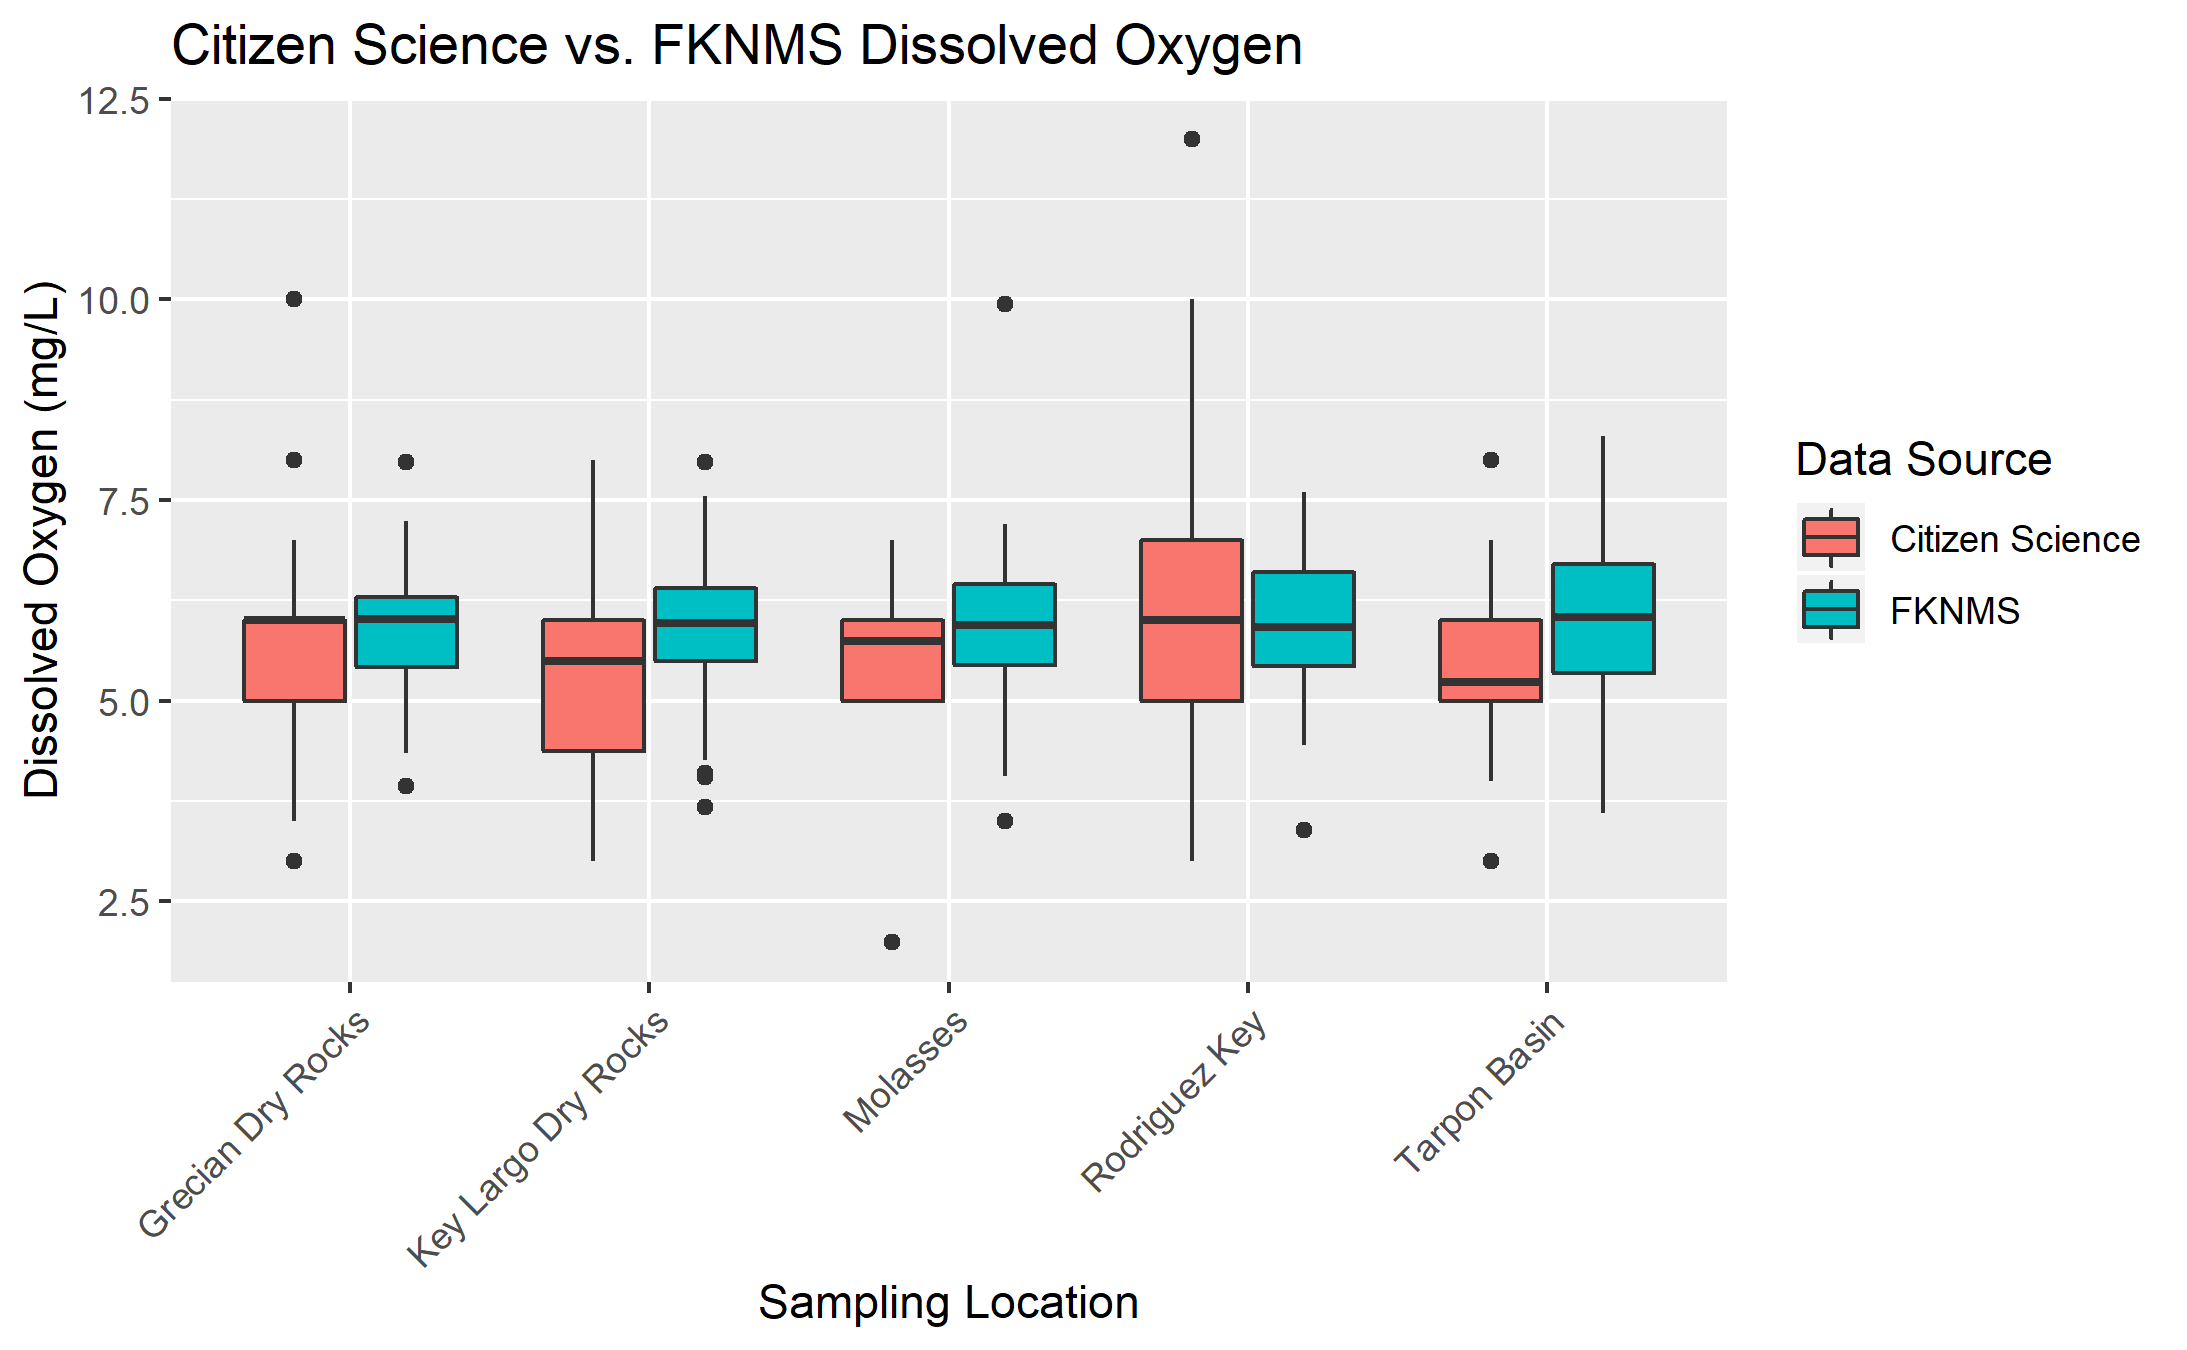 Citizen Science vs. FKNMS Dissolved Oxygen
Dissolved Oxygen (mg/L)
12.5
10.0
7.5
5.0
2.5
Grecian Dry Rocks
Key Largo Dry Rocks
Molasses
Rodriguez Key
Tarpon Basin
Sampling Location
Data Source
Citizen Science
FKNMS